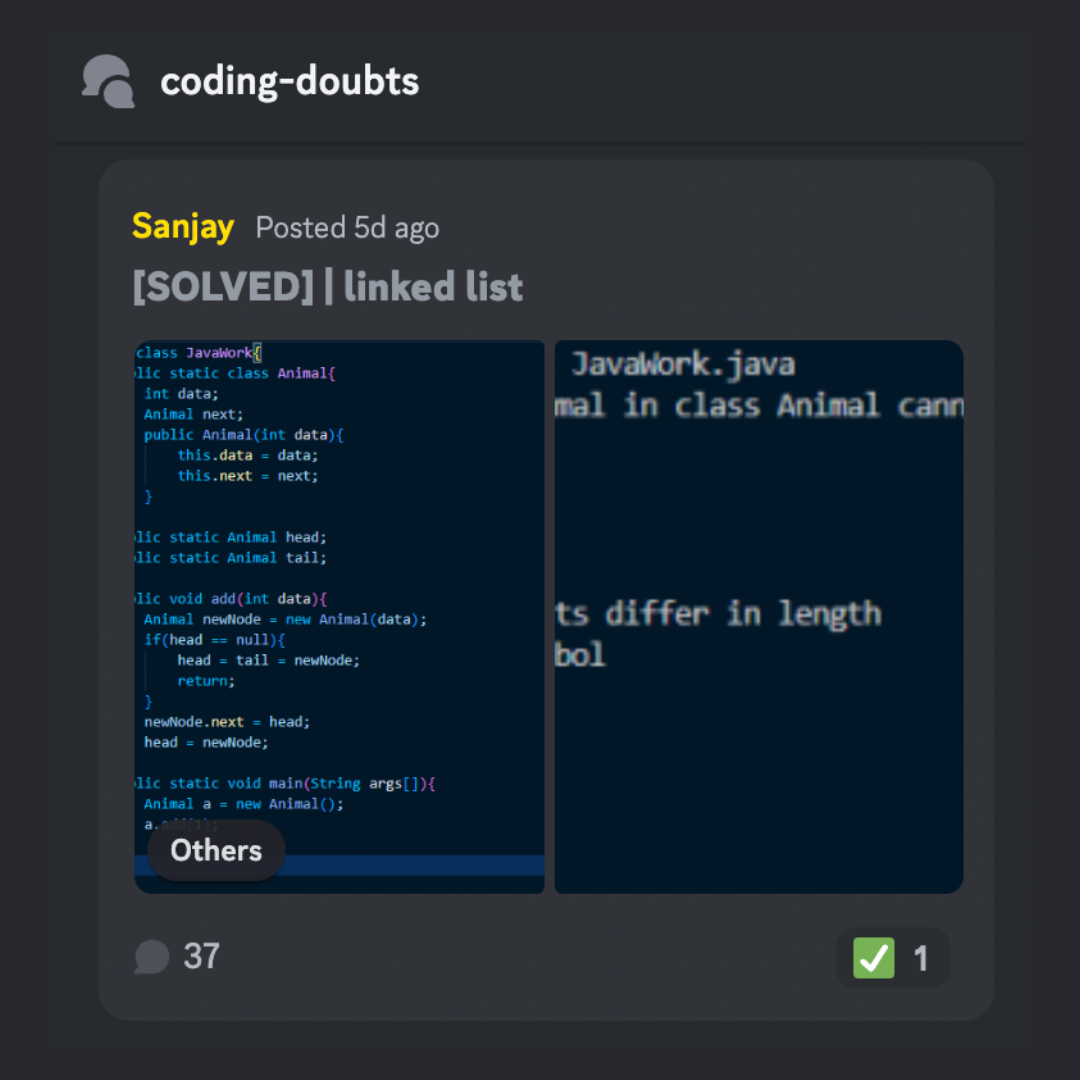 coding-doubts
Sanjay Posted 5d ago
[SOLVED] | linked list
class JavaWork{
lic static class Animal{
int data;
Animal next;
public Animal(int data){
this.data = data;
this.next = next;
}
lic static Animal head;
lic static Animal tail;
lic void add(int data){
Animal newNode = new Animal(data);
if(head == null){
head = tail = newNode;
return;
}
newNode.next = head;
head = newNode;
lic static void main(String args[]){
Animal a = new Animal();
a.add(1);
Others
JavaWork.java
mal in class Animal cann
ts differ in length
bol
37
1